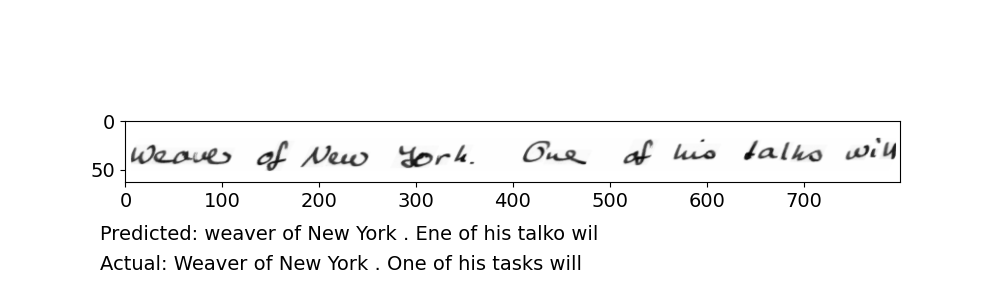 0
50
Weaver of New York. One of his talks will
0 100 200 300 400 500 600 700
Predicted: weaver of New York . Ene of his talko wil
Actual: Weaver of New York . One of his tasks will